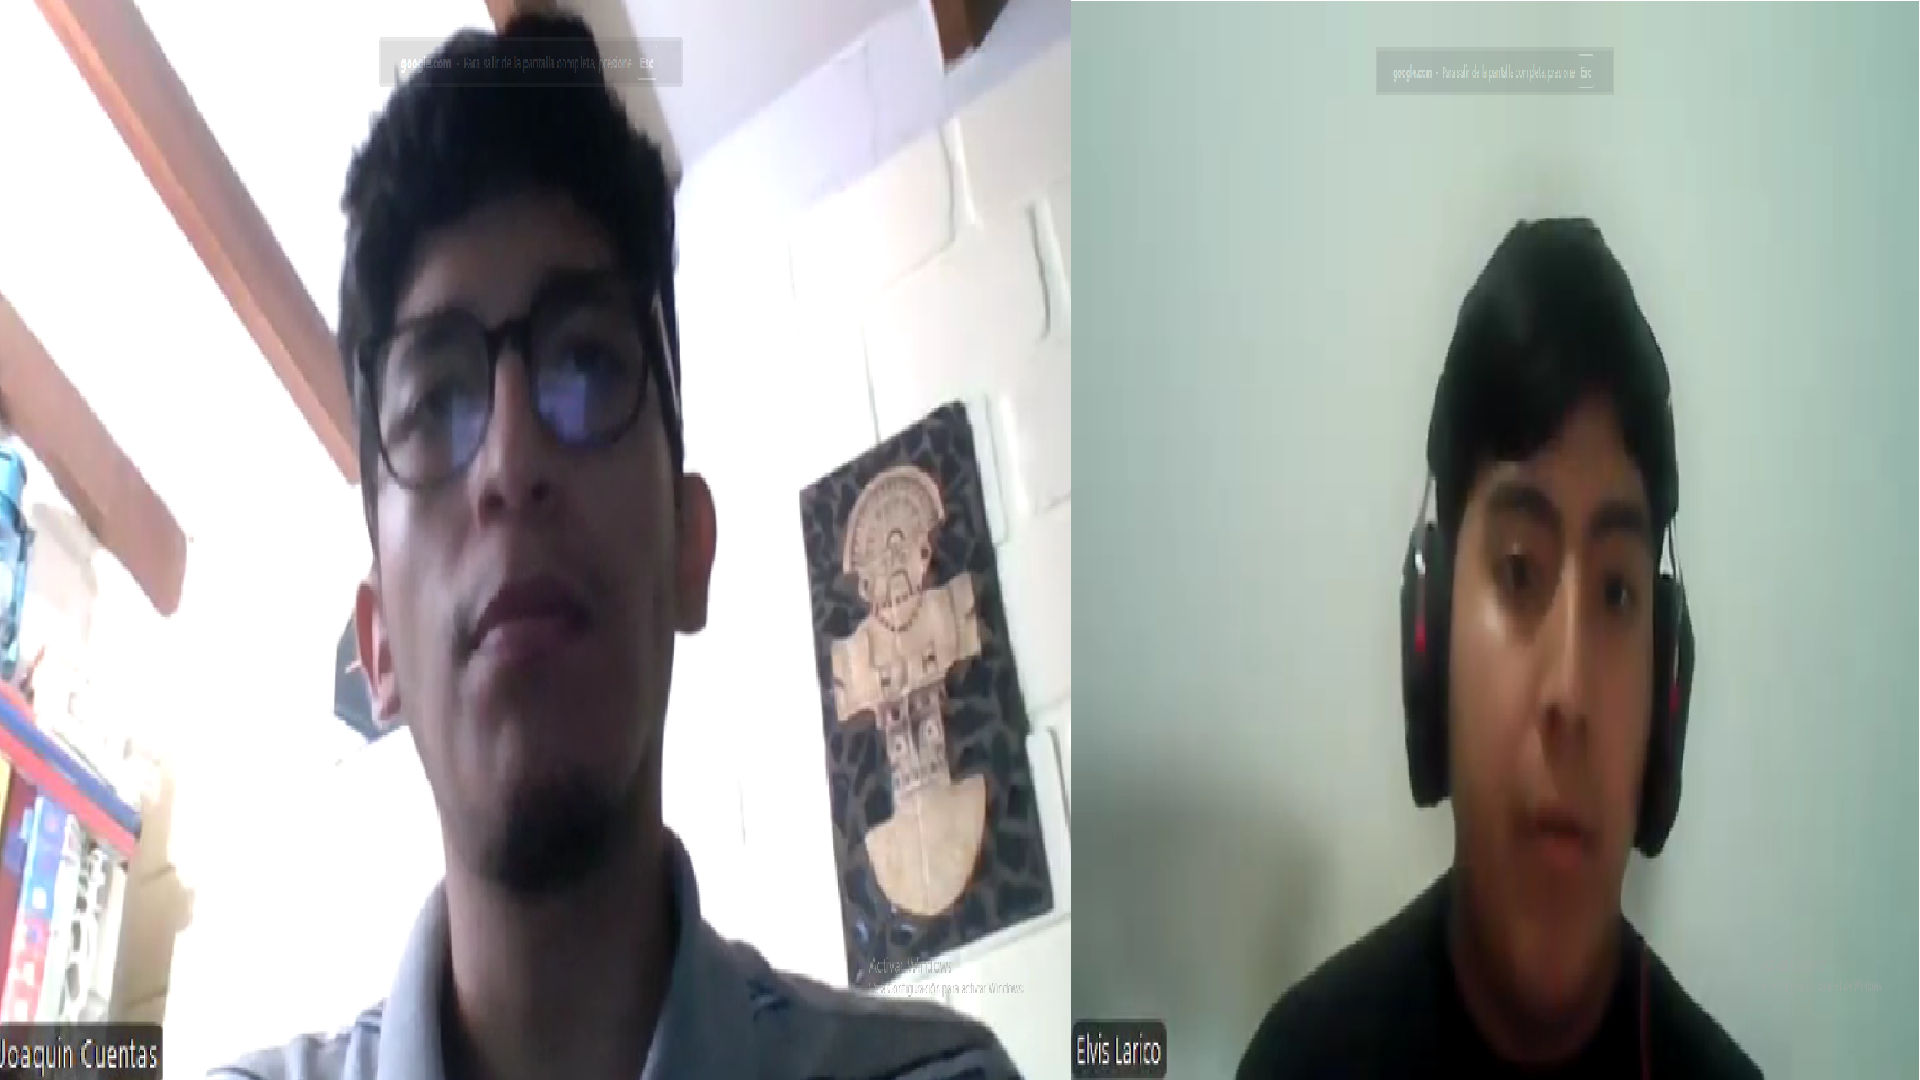 google.com - Para salir de la pantalla completa, presione Esc
google.com - Para salir de la pantalla completa, presione Esc
Activar Windows
configuración para activar Windows.
Joaquin Cuentas
Elvis Larico